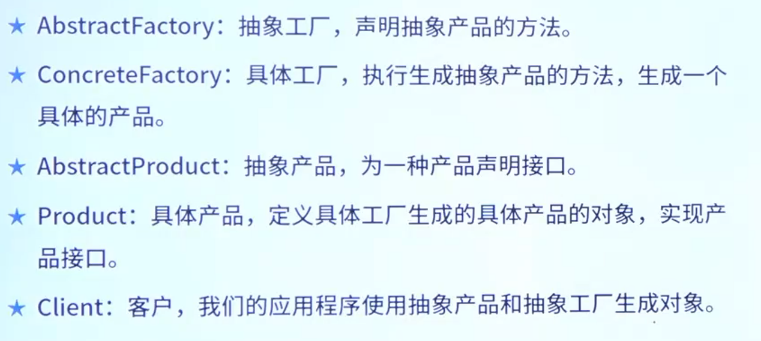 ★ AbstractFactory：抽象工厂，声明抽象产品的方法。
★ ConcreteFactory：具体工厂，执行生成抽象产品的方法，生成一个
具体的产品。
★ AbstractProduct：抽象产品，为一种产品声明接口。
★ Product：具体产品，定义具体工厂生成的具体产品的对象，实现产
品接口。
★ Client：客户，我们的应用程序使用抽象产品和抽象工厂生成对象。